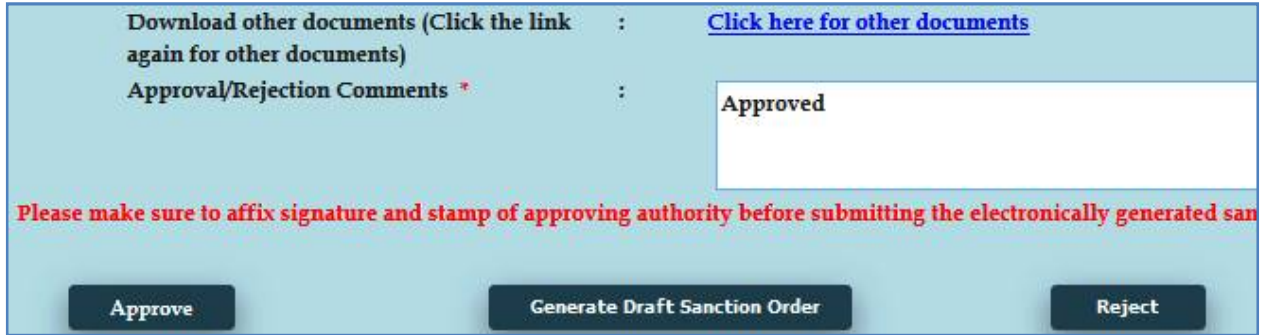 Download other documents (Click the link : Click here for other documents
again for other documents)
Approval/Rejection Comments * :
Approved
Please make sure to affix signature and stamp of approving authority before submitting the electronically generated san
Approve Generate Draft Sanction Order Reject